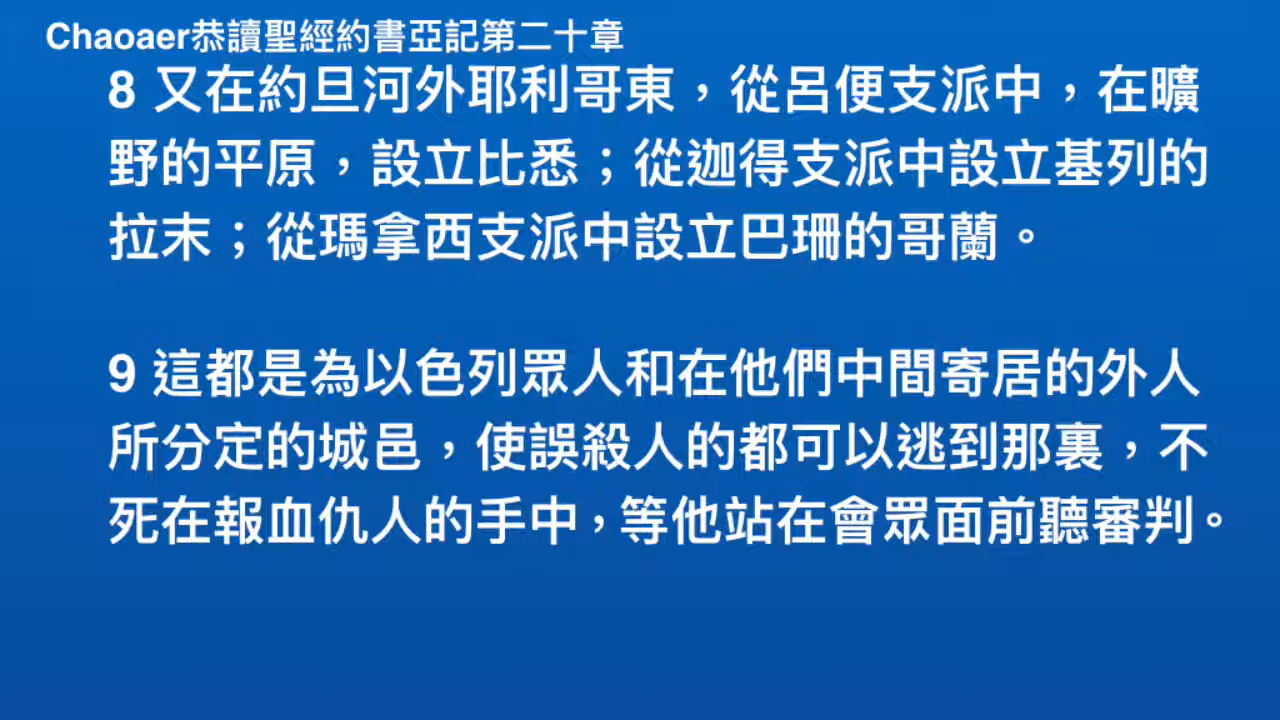 Chaoaer恭讀聖經約書亞記第二十章
8 又在約旦河外耶利哥東，從呂便支派中，在曠
野的平原，設立比悉；從迦得支派中設立基列的
拉末；從瑪拿西支派中設立巴珊的哥蘭。
9 這都是為以色列眾人和在他們中間寄居的外人
所分定的城邑，使誤殺人的都可以逃到那裏，不
死在報血仇人的手中，等他站在會眾面前聽審判。